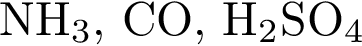 NH₃, CO, H₂SO₄